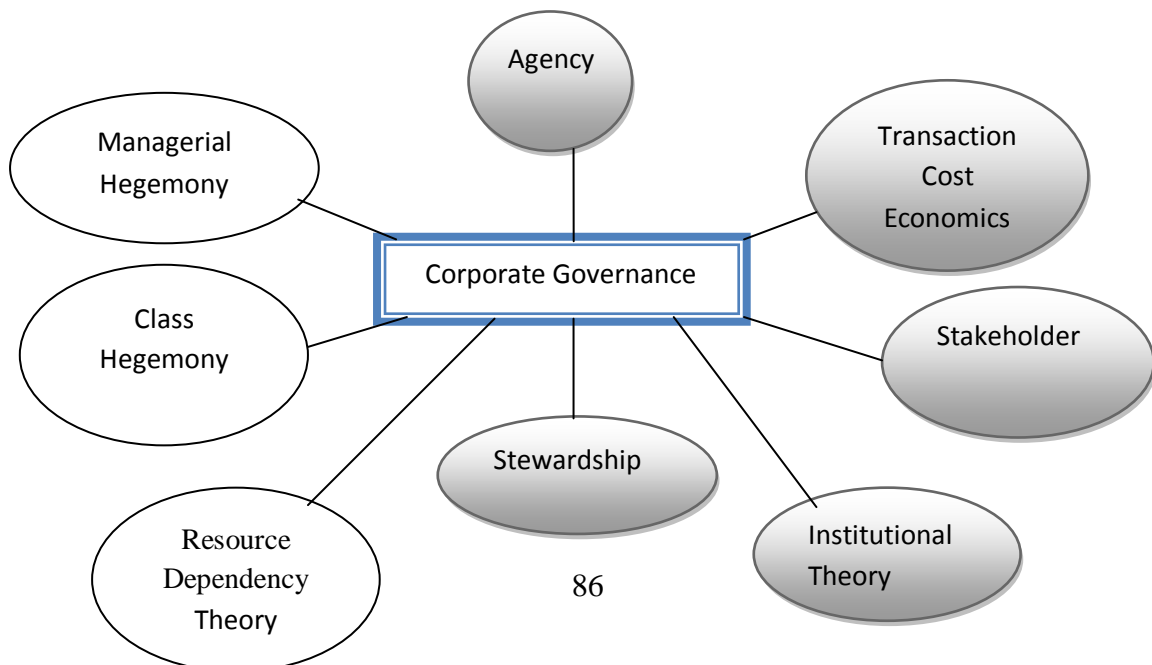 Agency
Managerial
Hegemony
Transaction
Cost
Economics
Corporate Governance
Class
Hegemony
Stakeholder
Stewardship
Resource
Dependency
Theory
Institutional
Theory
86